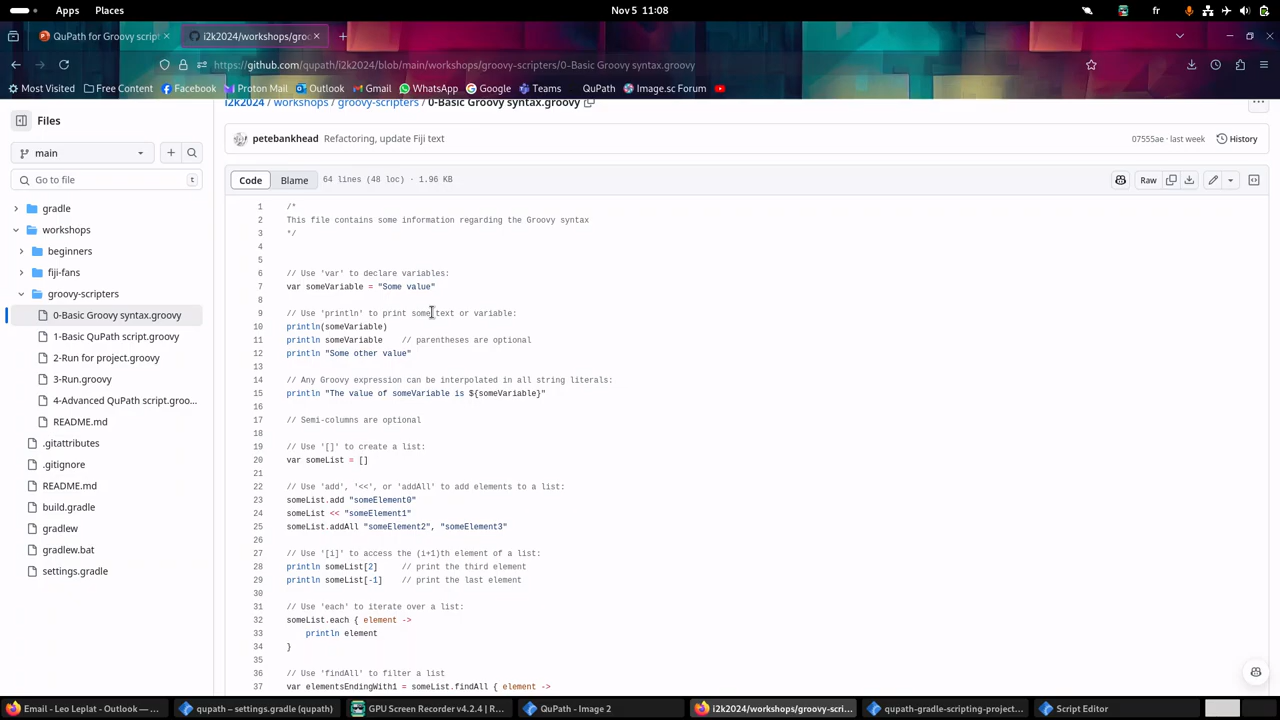 Apps Places Nov 5 11:08 fr
QuPath for Groovy script
i2k2024/workshops/groo
https://github.com/qupath/i2k2024/blob/main/workshops/groovy-scripters/0-Basic Groovy syntax.groovy
Most Visited Free Content Facebook Proton Mail Outlook Gmail WhatsApp Google Teams QuPath Image.sc Forum
i2k2024 / workshops / groovy-scripters / 0-Basic Groovy syntax.groovy
Files
petebankhead Refactoring, update Fiji text 07555ae · last week History
main
Go to file t
Code Blame 64 lines (48 loc) · 1.96 KB Raw
gradle
workshops
beginners
fiji-fans
groovy-scripters
0-Basic Groovy syntax.groovy
1-Basic QuPath script.groovy
2-Run for project.groovy
3-Run.groovy
4-Advanced QuPath script.groo...
README.md
.gitattributes
.gitignore
README.md
build.gradle
gradlew
gradlew.bat
settings.gradle
1 /*
2 This file contains some information regarding the Groovy syntax
3 */
4
5
6 // Use 'var' to declare variables:
7 var someVariable = "Some value"
8
9 // Use 'println' to print some text or variable:
10 println(someVariable)
11 println someVariable // parentheses are optional
12 println "Some other value"
13
14 // Any Groovy expression can be interpolated in all string literals:
15 println "The value of someVariable is ${someVariable}"
16
17 // Semi-columns are optional
18
19 // Use '[]' to create a list:
20 var someList = []
21
22 // Use 'add', '<<', or 'addAll' to add elements to a list:
23 someList.add "someElement0"
24 someList << "someElement1"
25 someList.addAll "someElement2", "someElement3"
26
27 // Use '[i]' to access the (i+1)th element of a list:
28 println someList[2] // print the third element
29 println someList[-1] // print the last element
30
31 // Use 'each' to iterate over a list:
32 someList.each { element ->
33 println element
34 }
35
36 // Use 'findAll' to filter a list
37 var elementsEndingWith1 = someList.findAll { element ->
Email - Leo Leplat - Outlook — ...
qupath – settings.gradle (qupath)
GPU Screen Recorder v4.2.4 | R...
QuPath - Image 2
i2k2024/workshops/groovy-scri...
qupath-gradle-scripting-project...
Script Editor